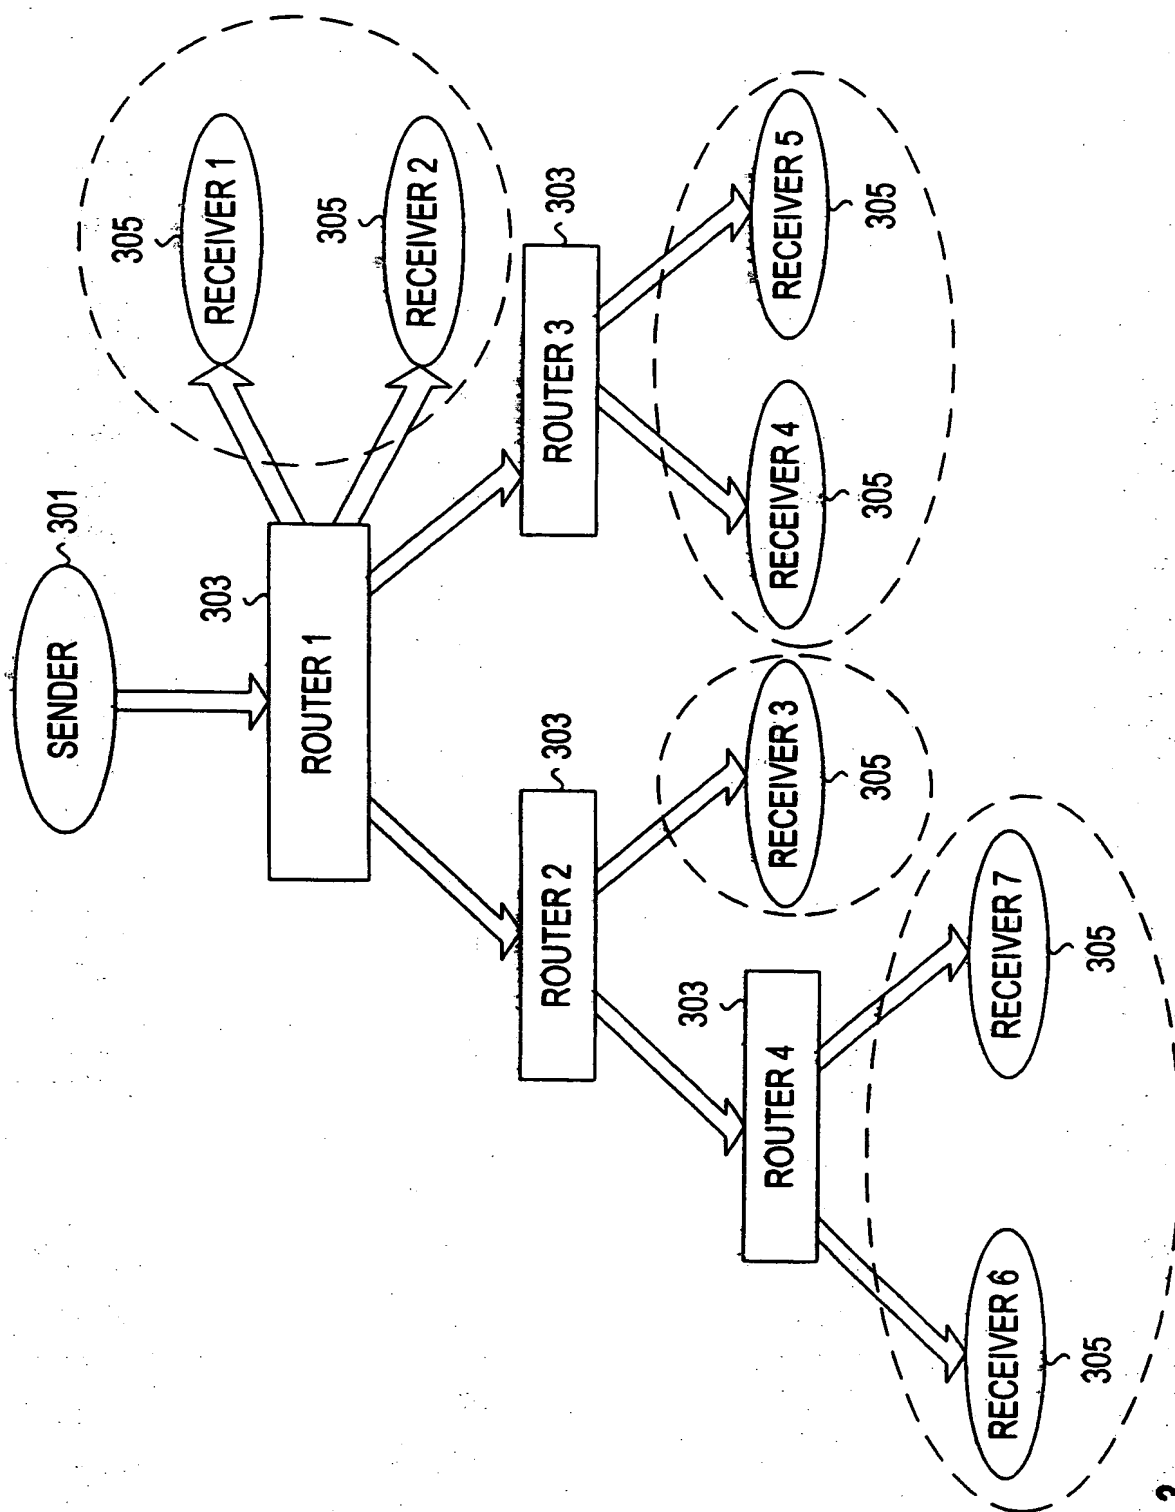 SENDER
301
303
ROUTER 1
305
RECEIVER 1
305
RECEIVER 2
303
ROUTER 2
303
ROUTER 3
RECEIVER 3
305
RECEIVER 4
305
RECEIVER 5
305
303
ROUTER 4
RECEIVER 6
305
RECEIVER 7
305